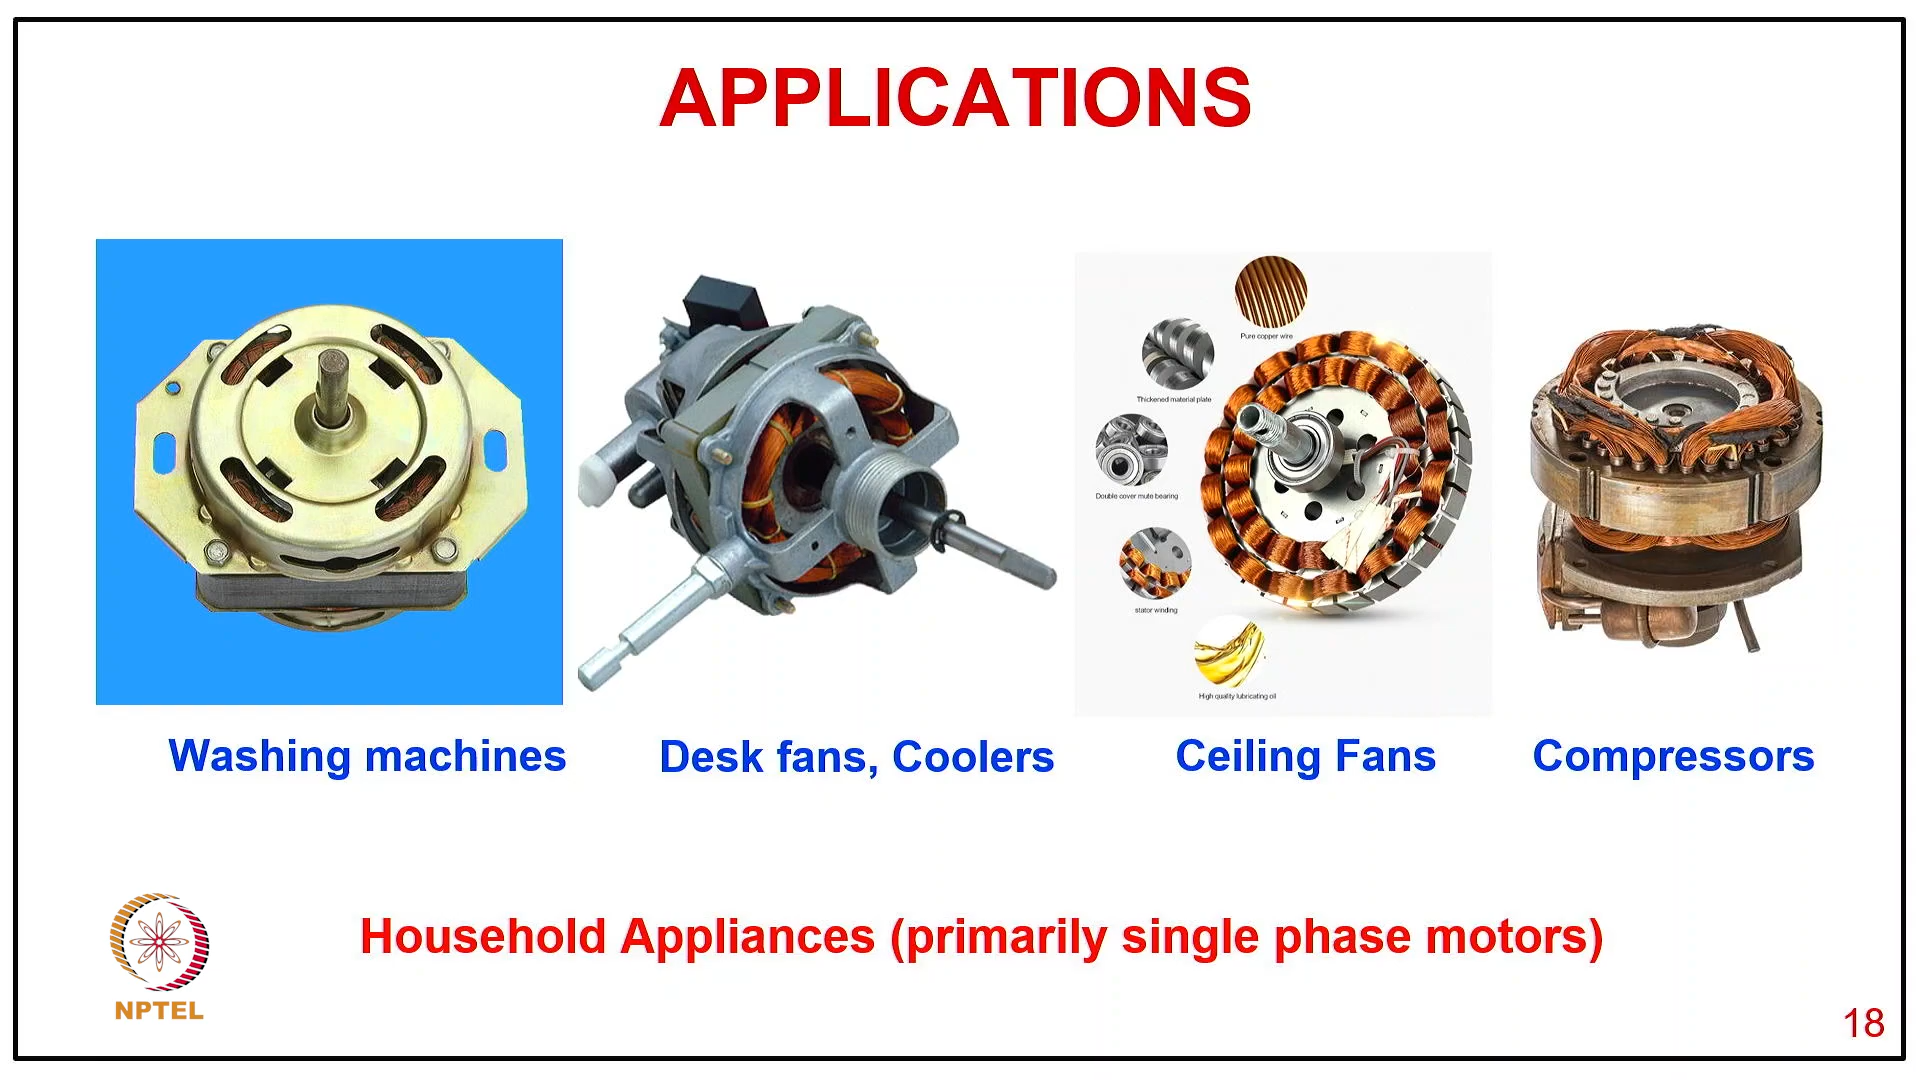 APPLICATIONS
Pure copper wire
Thickened material plate
Double cover mute bearing
stator winding
High quality lubricating oil
Washing machines
Desk fans, Coolers
Ceiling Fans
Compressors
Household Appliances (primarily single phase motors)
NPTEL
18